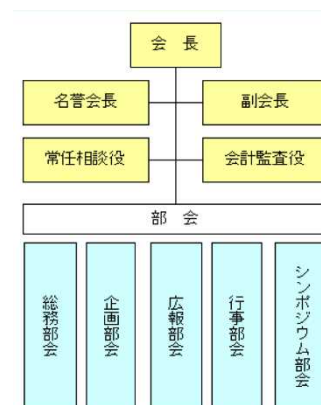 会 長
名誉会長
副会長
常任相談役
会計監査役
部 会
総務部会
企画部会
広報部会
行事部会
シンポジウム部会